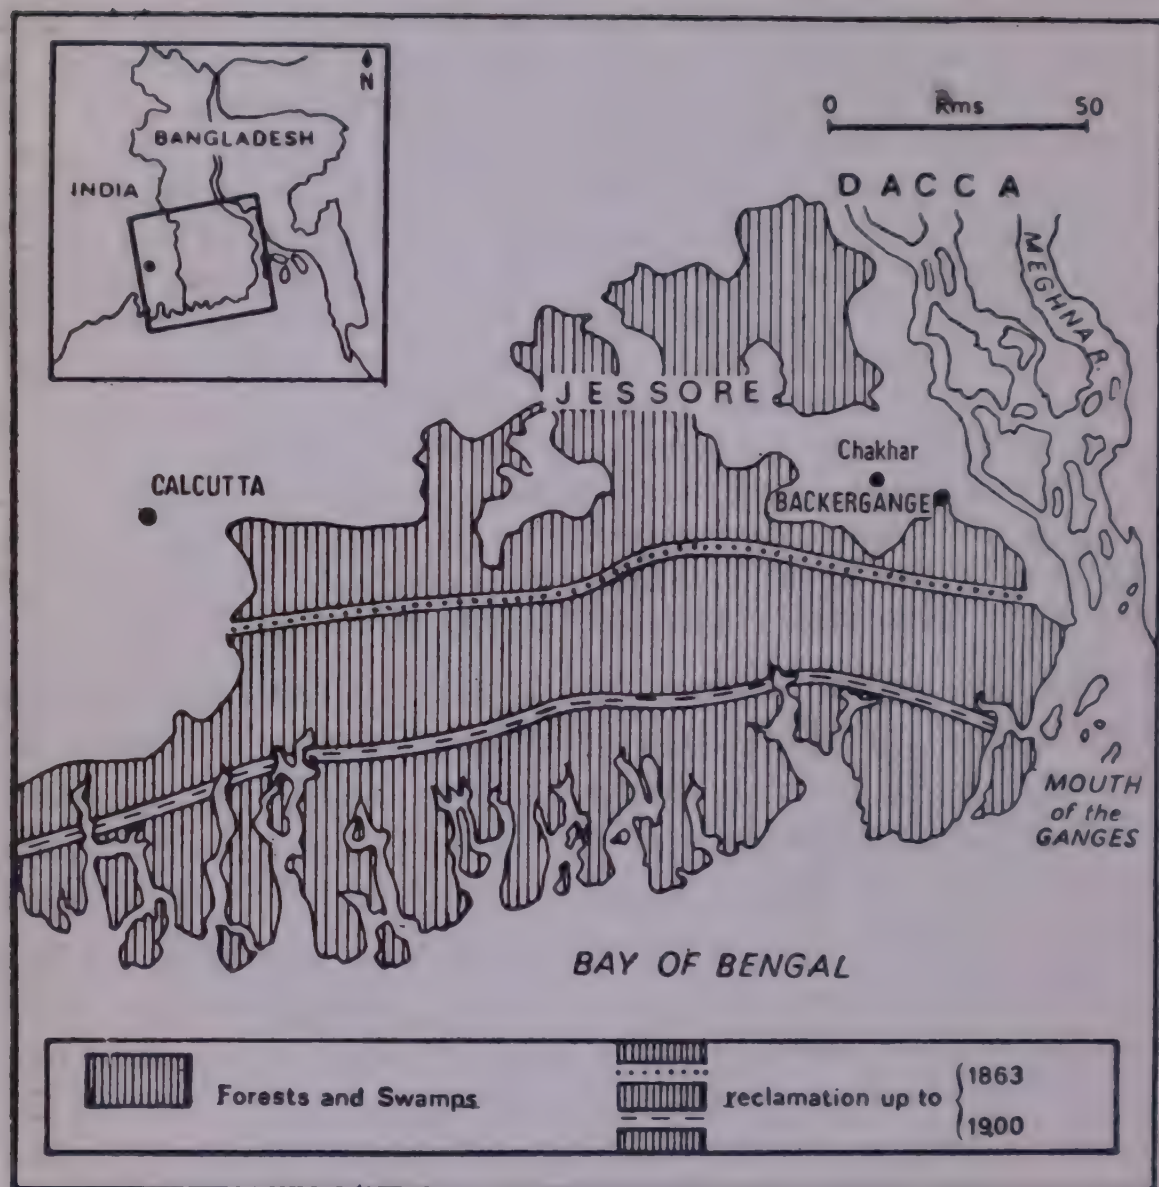 N
BANGLADESH
INDIA
0 Rms 50
DACCA
MEGHNA R.
JESSORE
Chakhar
CALCUTTA
BACKERGANGE
MOUTH
of the
GANGES
BAY OF BENGAL
Forests and Swamps
reclamation up to
1863
1900